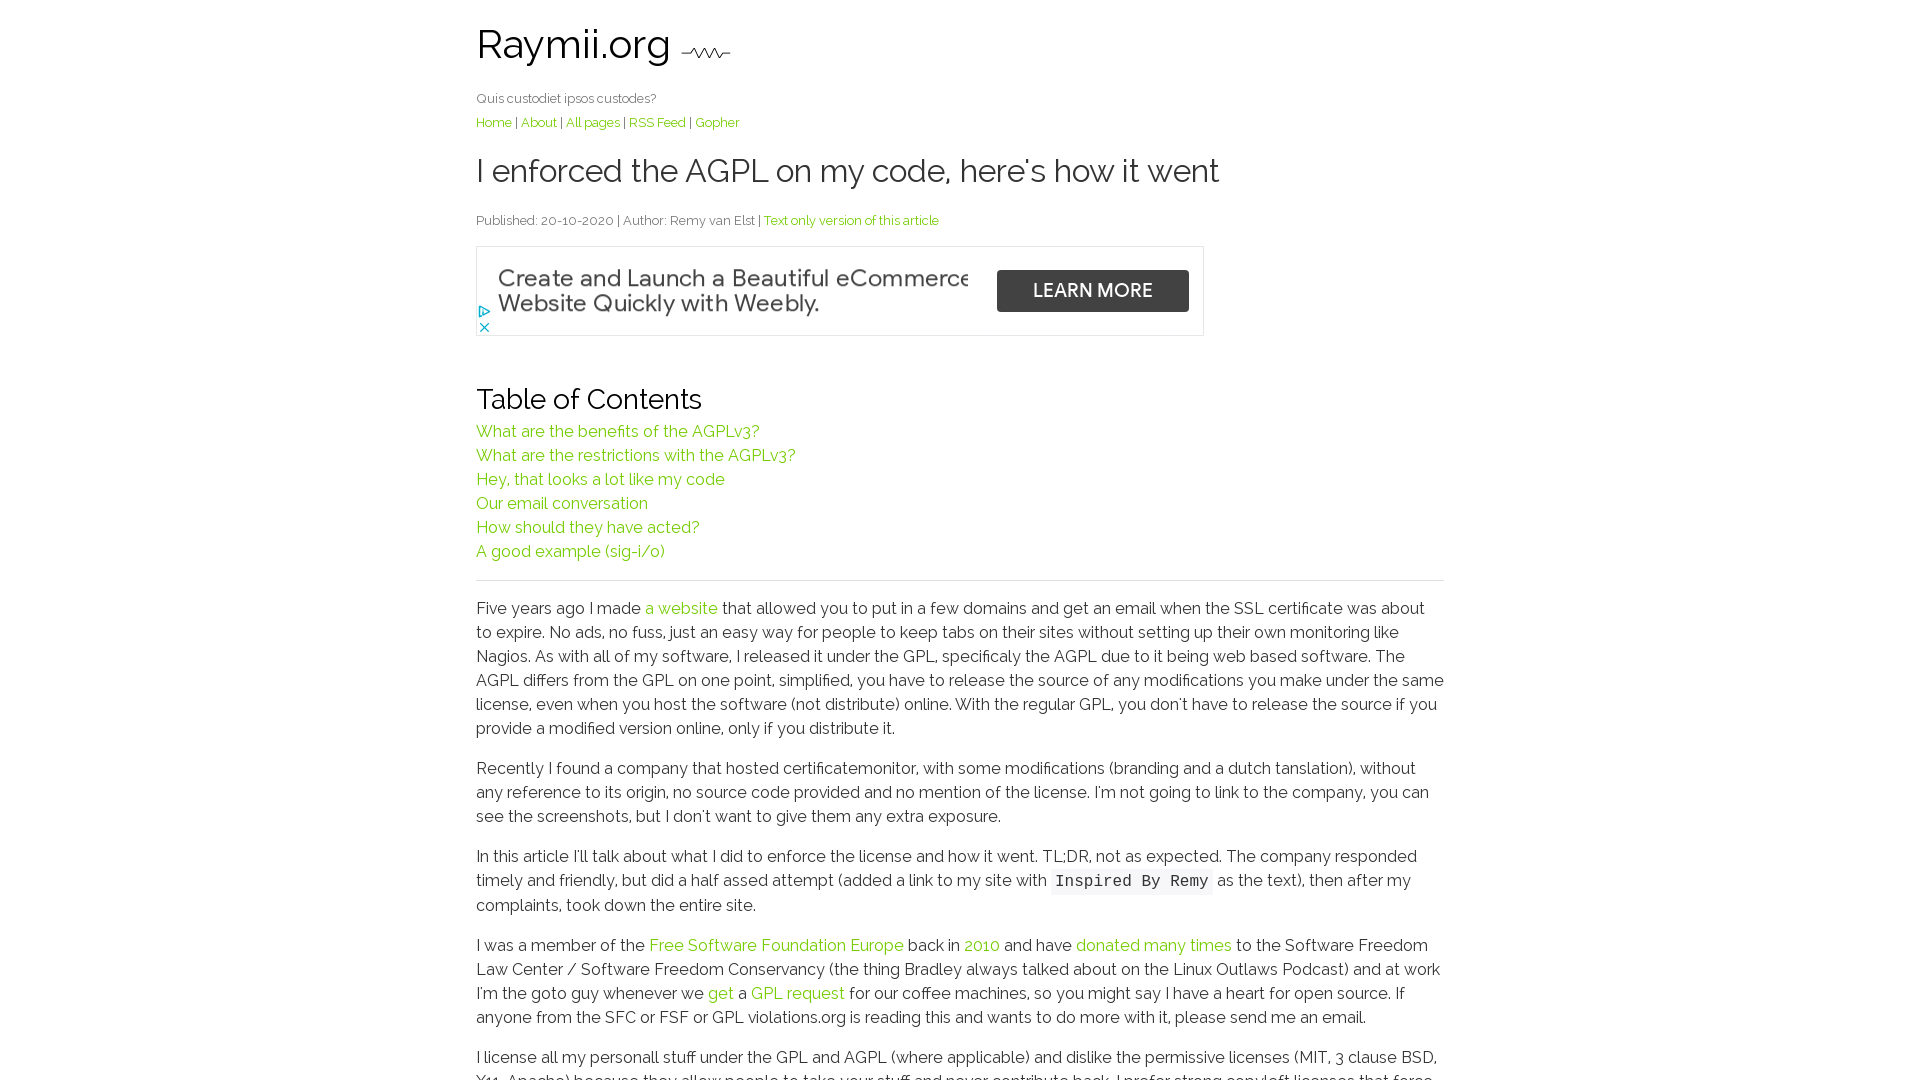 Raymii.org
Quis custodiet ipsos custodes?
Home | About | All pages | RSS Feed | Gopher
I enforced the AGPL on my code, here's how it went
Published: 20-10-2020 | Author: Remy van Elst | Text only version of this article
Create and Launch a Beautiful eCommerce
Website Quickly with Weebly.
LEARN MORE
Table of Contents
What are the benefits of the AGPLv3?
What are the restrictions with the AGPLv3?
Hey, that looks a lot like my code
Our email conversation
How should they have acted?
A good example (sig-i/o)
Five years ago I made a website that allowed you to put in a few domains and get an email when the SSL certificate was about
to expire. No ads, no fuss, just an easy way for people to keep tabs on their sites without setting up their own monitoring like
Nagios. As with all of my software, I released it under the GPL, specificaly the AGPL due to it being web based software. The
AGPL differs from the GPL on one point, simplified, you have to release the source of any modifications you make under the same
license, even when you host the software (not distribute) online. With the regular GPL, you don't have to release the source if you
provide a modified version online, only if you distribute it.
Recently I found a company that hosted certificatemonitor, with some modifications (branding and a dutch tanslation), without
any reference to its origin, no source code provided and no mention of the license. I'm not going to link to the company, you can
see the screenshots, but I don't want to give them any extra exposure.
In this article I'll talk about what I did to enforce the license and how it went. TL;DR, not as expected. The company responded
timely and friendly, but did a half assed attempt (added a link to my site with Inspired By Remy as the text), then after my
complaints, took down the entire site.
I was a member of the Free Software Foundation Europe back in 2010 and have donated many times to the Software Freedom
Law Center / Software Freedom Conservancy (the thing Bradley always talked about on the Linux Outlaws Podcast) and at work
I'm the goto guy whenever we get a GPL request for our coffee machines, so you might say I have a heart for open source. If
anyone from the SFC or FSF or GPL violations.org is reading this and wants to do more with it, please send me an email.
I license all my personall stuff under the GPL and AGPL (where applicable) and dislike the permissive licenses (MIT, 3 clause BSD,
X11, Apache) because they allow people to take your stuff and never contribute back. I prefer strong copyleft licenses that force